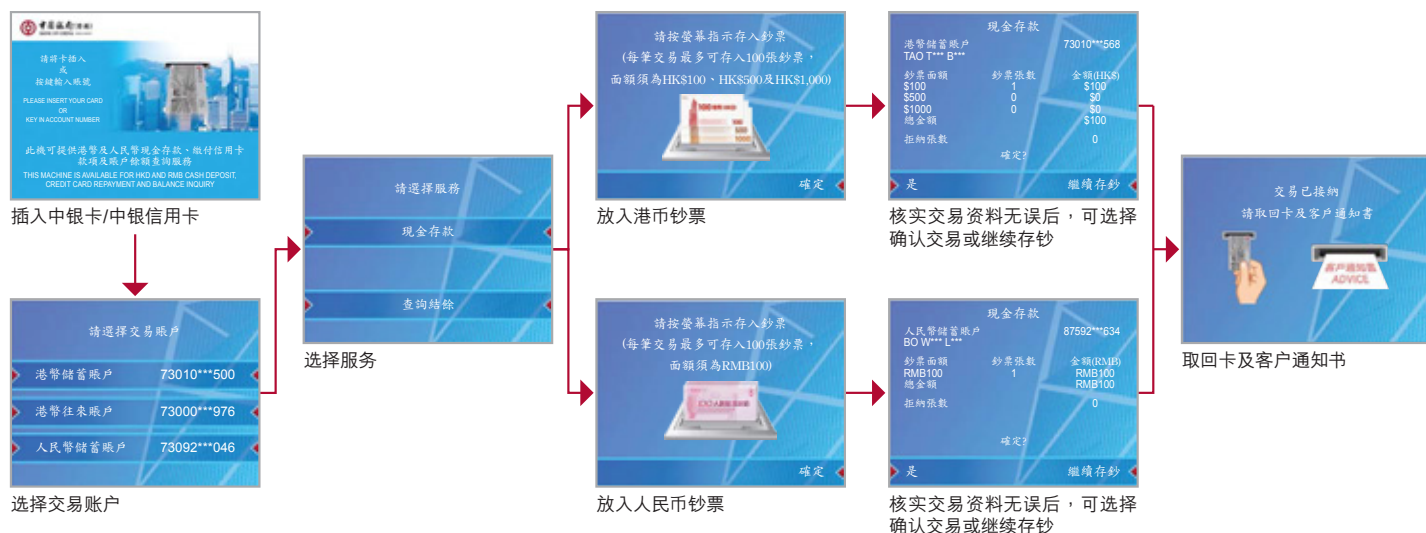 中國銀行(香港)
請將卡插入
或
按鍵輸入賬號
PLEASE INSERT YOUR CARD
OR
KEY IN ACCOUNT NUMBER
此機可提供港幣及人民幣現金存款、繳付信用卡
款項及賬戶餘額查詢服務
THIS MACHINE IS AVAILABLE FOR HKD AND RMB CASH DEPOSIT,
CREDIT CARD REPAYMENT AND BALANCE INQUIRY
插入中银卡/中银信用卡
請選擇交易賬戶
港幣儲蓄賬戶 73010***500
港幣往來賬戶 73000***976
人民幣儲蓄賬戶 73092***046
选择交易账户
請選擇服務
現金存款
查詢結餘
选择服务
請按螢幕指示存入鈔票
(每筆交易最多可存入100張鈔票，
面額須為HK$100、HK$500及HK$1,000)
100
確定
放入港币钞票
現金存款
港幣儲蓄賬戶 73010***568
TAO T*** B***
鈔票面額 鈔票張數 金額(HK$)
$100 1 $100
$500 0 $0
$1000 0 $0
總金額 $100
拒納張數 0
確定?
是 繼續存鈔
核实交易资料无误后，可选择
确认交易或继续存钞
請按螢幕指示存入鈔票
(每筆交易最多可存入100張鈔票，
面額須為RMB100)
確定
放入人民币钞票
現金存款
人民幣儲蓄賬戶 87592***634
BO W*** L***
鈔票面額 鈔票張數 金額(RMB)
RMB100 1 RMB100
總金額 RMB100
拒納張數 0
確定?
是 繼續存鈔
核实交易资料无误后，可选择
确认交易或继续存钞
交易已接納
請取回卡及客戶通知書
客戶通知書
ADVICE
取回卡及客户通知书